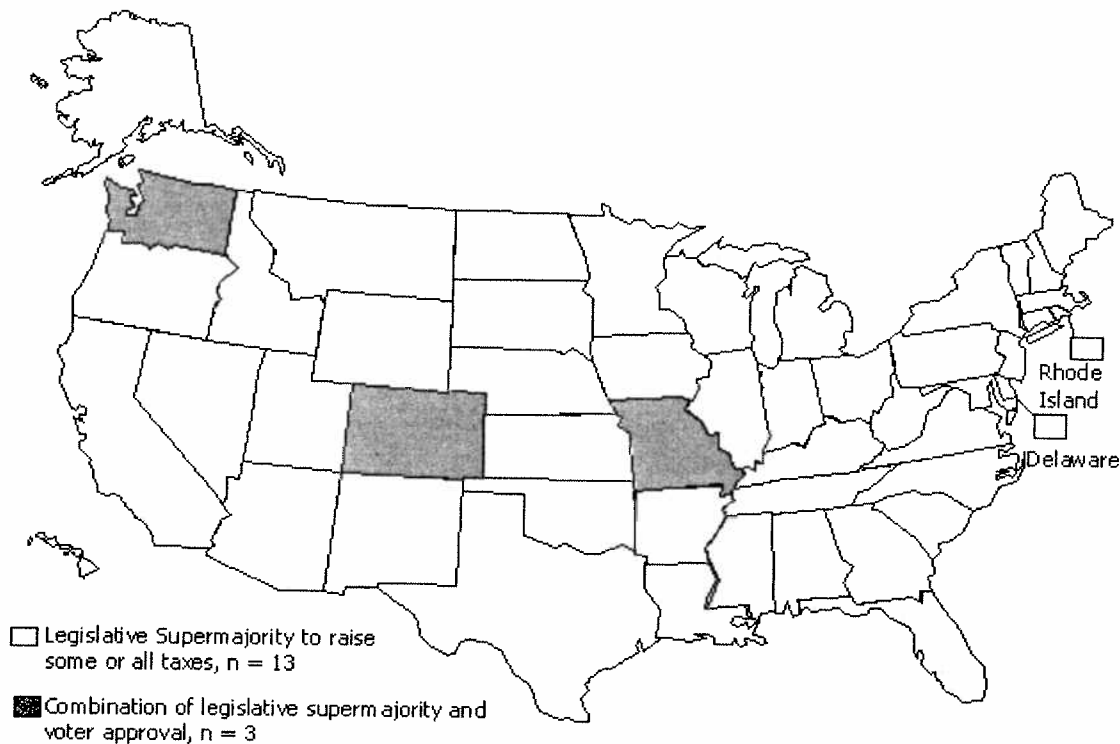 Rhode
Island
Delaware
Legislative Supermajority to raise
some or all taxes, n = 13
Combination of legislative supermajority and
voter approval, n = 3